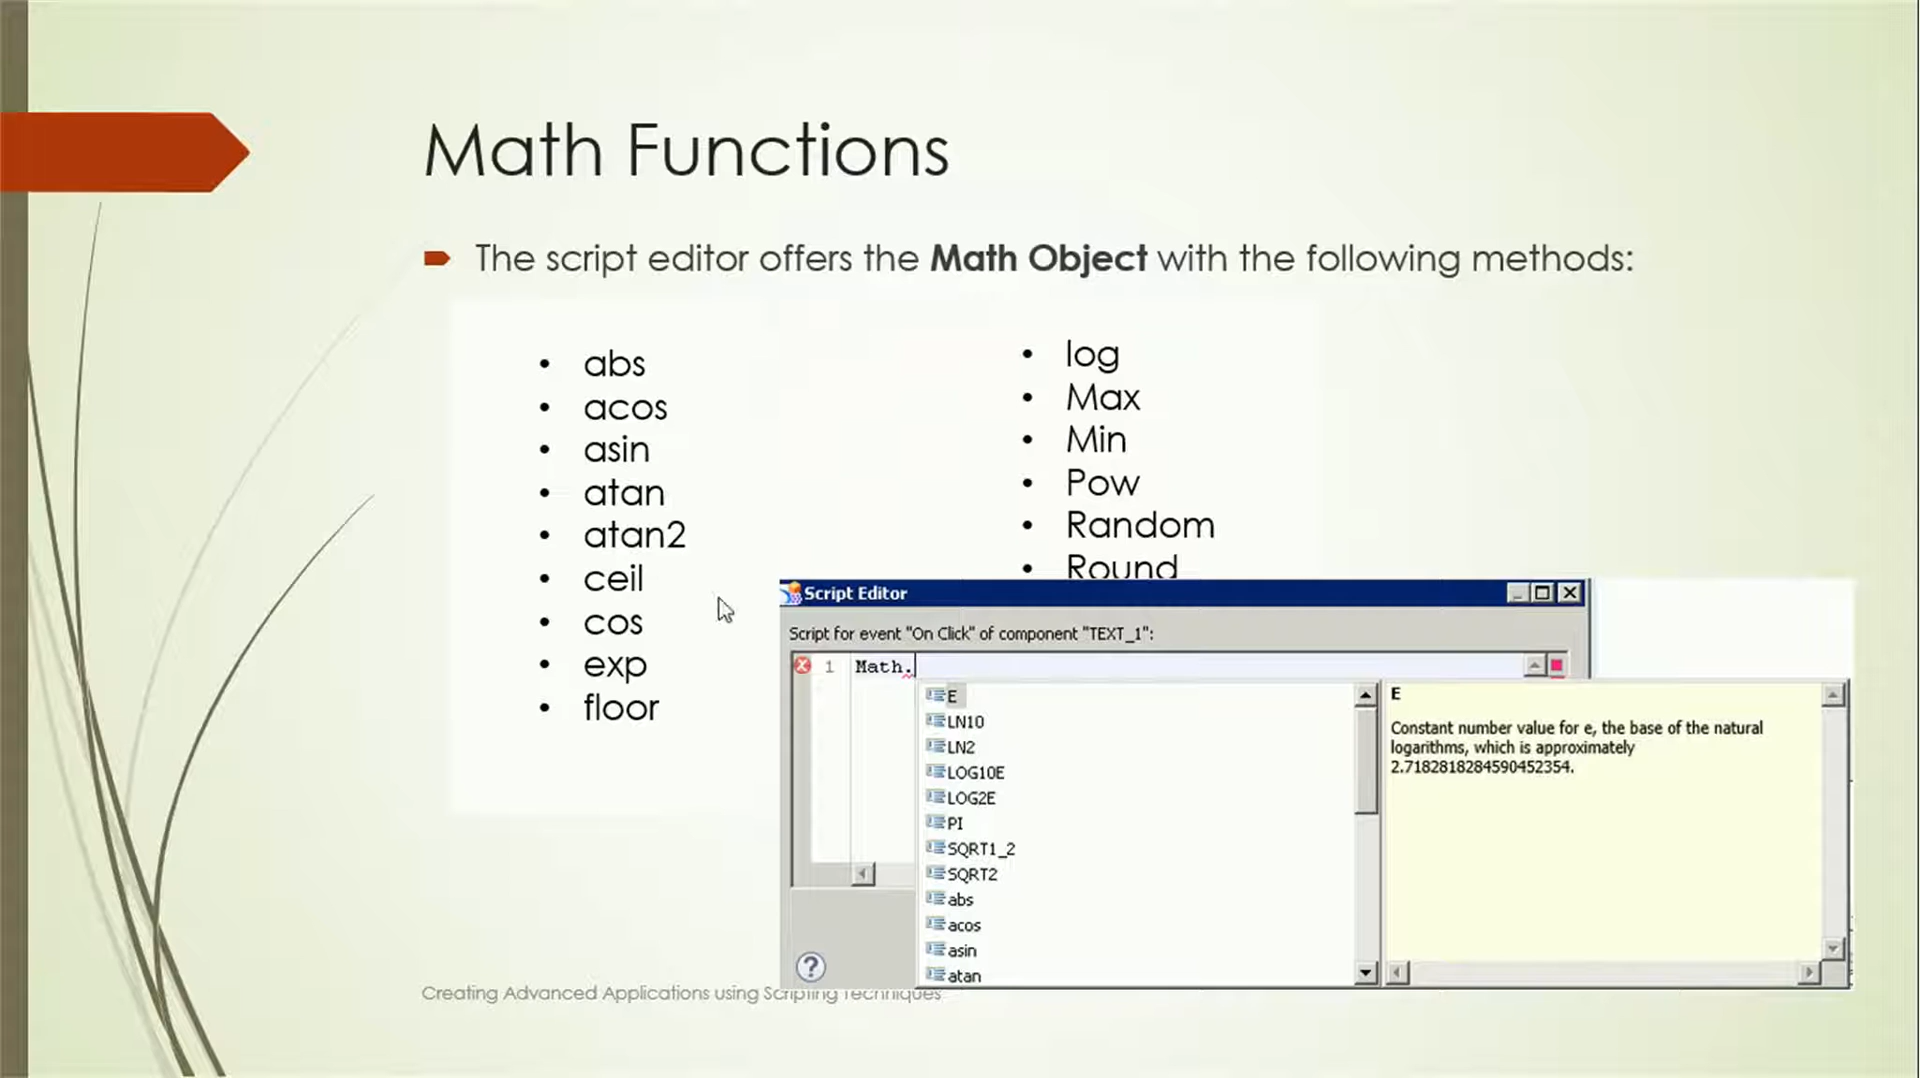 Math Functions
The script editor offers the Math Object with the following methods:
• abs
• acos
• asin
• atan
• atan2
• ceil
• cos
• exp
• floor
• log
• Max
• Min
• Pow
• Random
• Round
Script Editor
Script for event "On Click" of component "TEXT_1":
1 Math.
E
LN10
LN2
LOG10E
LOG2E
PI
SQRT1_2
SQRT2
abs
acos
asin
atan
E
Constant number value for e, the base of the natural
logarithms, which is approximately
2.7182818284590452354.
?
Creating Advanced Applications using Scripting Techniques